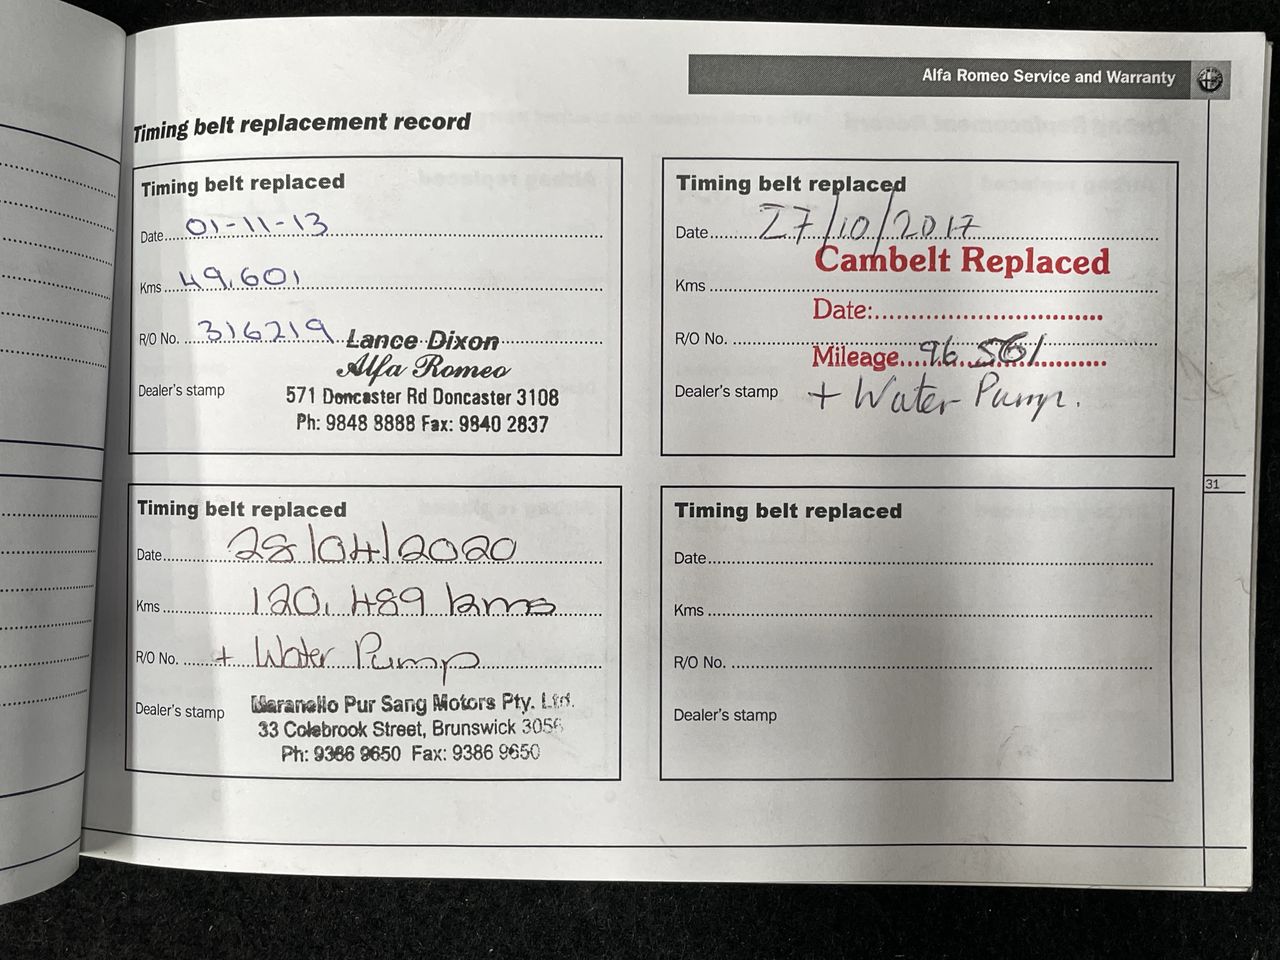 Alfa Romeo Service and Warranty
Timing belt replacement record
Timing belt replaced
Date 01-11-13
Kms 49,601
R/O No. 316219
Dealer's stamp
Lance Dixon
Alfa Romeo
571 Doncaster Rd Doncaster 3108
Ph: 9848 8888 Fax: 9840 2837
Timing belt replaced
Date 27/10/2017
Cambelt Replaced
Kms
Date:
R/O No.
Mileage 96 561
Dealer's stamp + Water Pump.
Timing belt replaced
Date 28/04/2020
Kms 120,489 kms
R/O No. + Water Pump
Dealer's stamp
Maranello Pur Sang Motors Pty. Ltd.
33 Colebrook Street, Brunswick 3056
Ph: 9386 9650 Fax: 9386 9650
Timing belt replaced
Date
Kms
R/O No.
Dealer's stamp
31